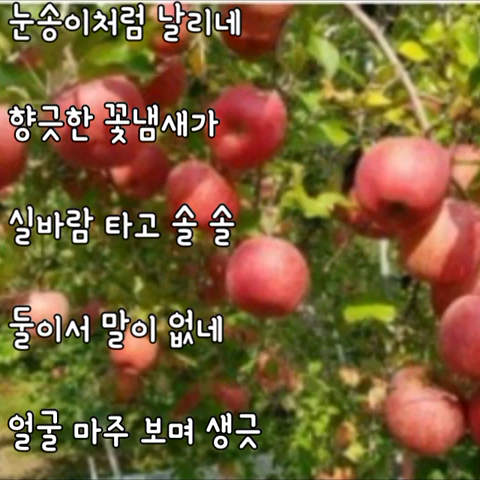 눈송이처럼 날리네
향긋한 꽃냄새가
실바람 타고 솔 솔
둘이서 말이 없네
얼굴 마주 보며 생긋